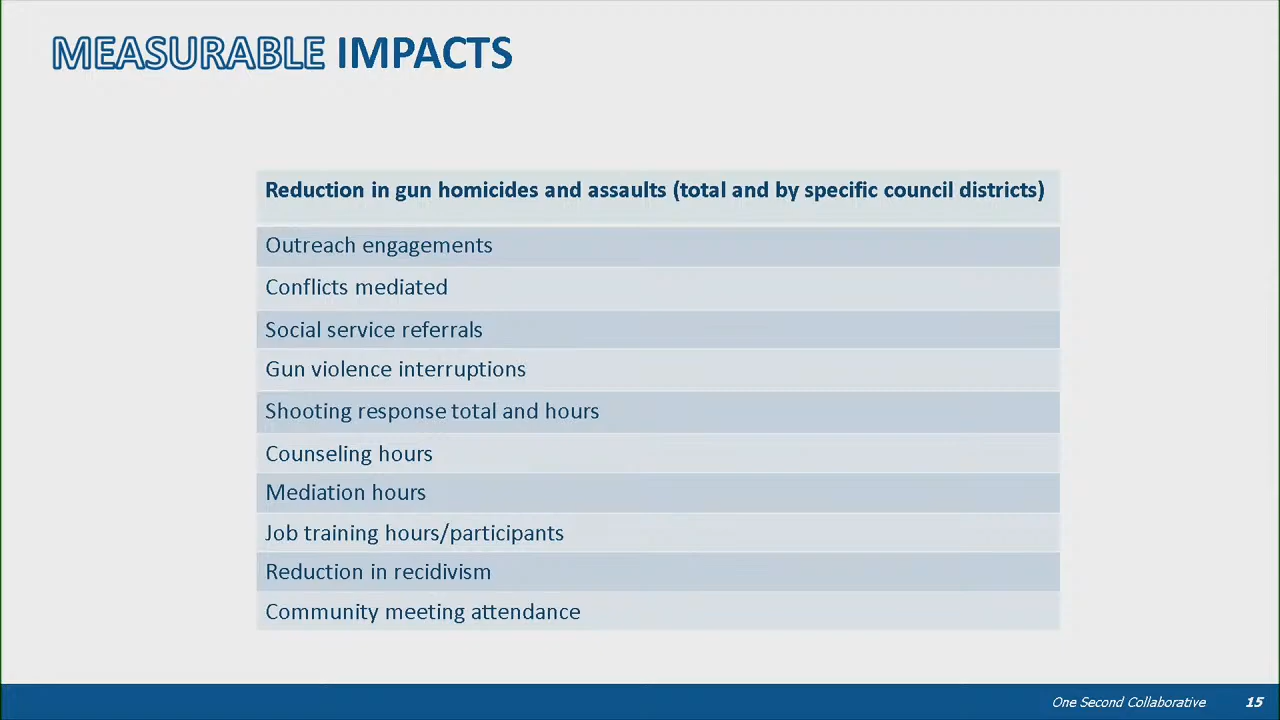 MEASURABLE IMPACTS
Reduction in gun homicides and assaults (total and by specific council districts)
Outreach engagements
Conflicts mediated
Social service referrals
Gun violence interruptions
Shooting response total and hours
Counseling hours
Mediation hours
Job training hours/participants
Reduction in recidivism
Community meeting attendance
One Second Collaborative 15